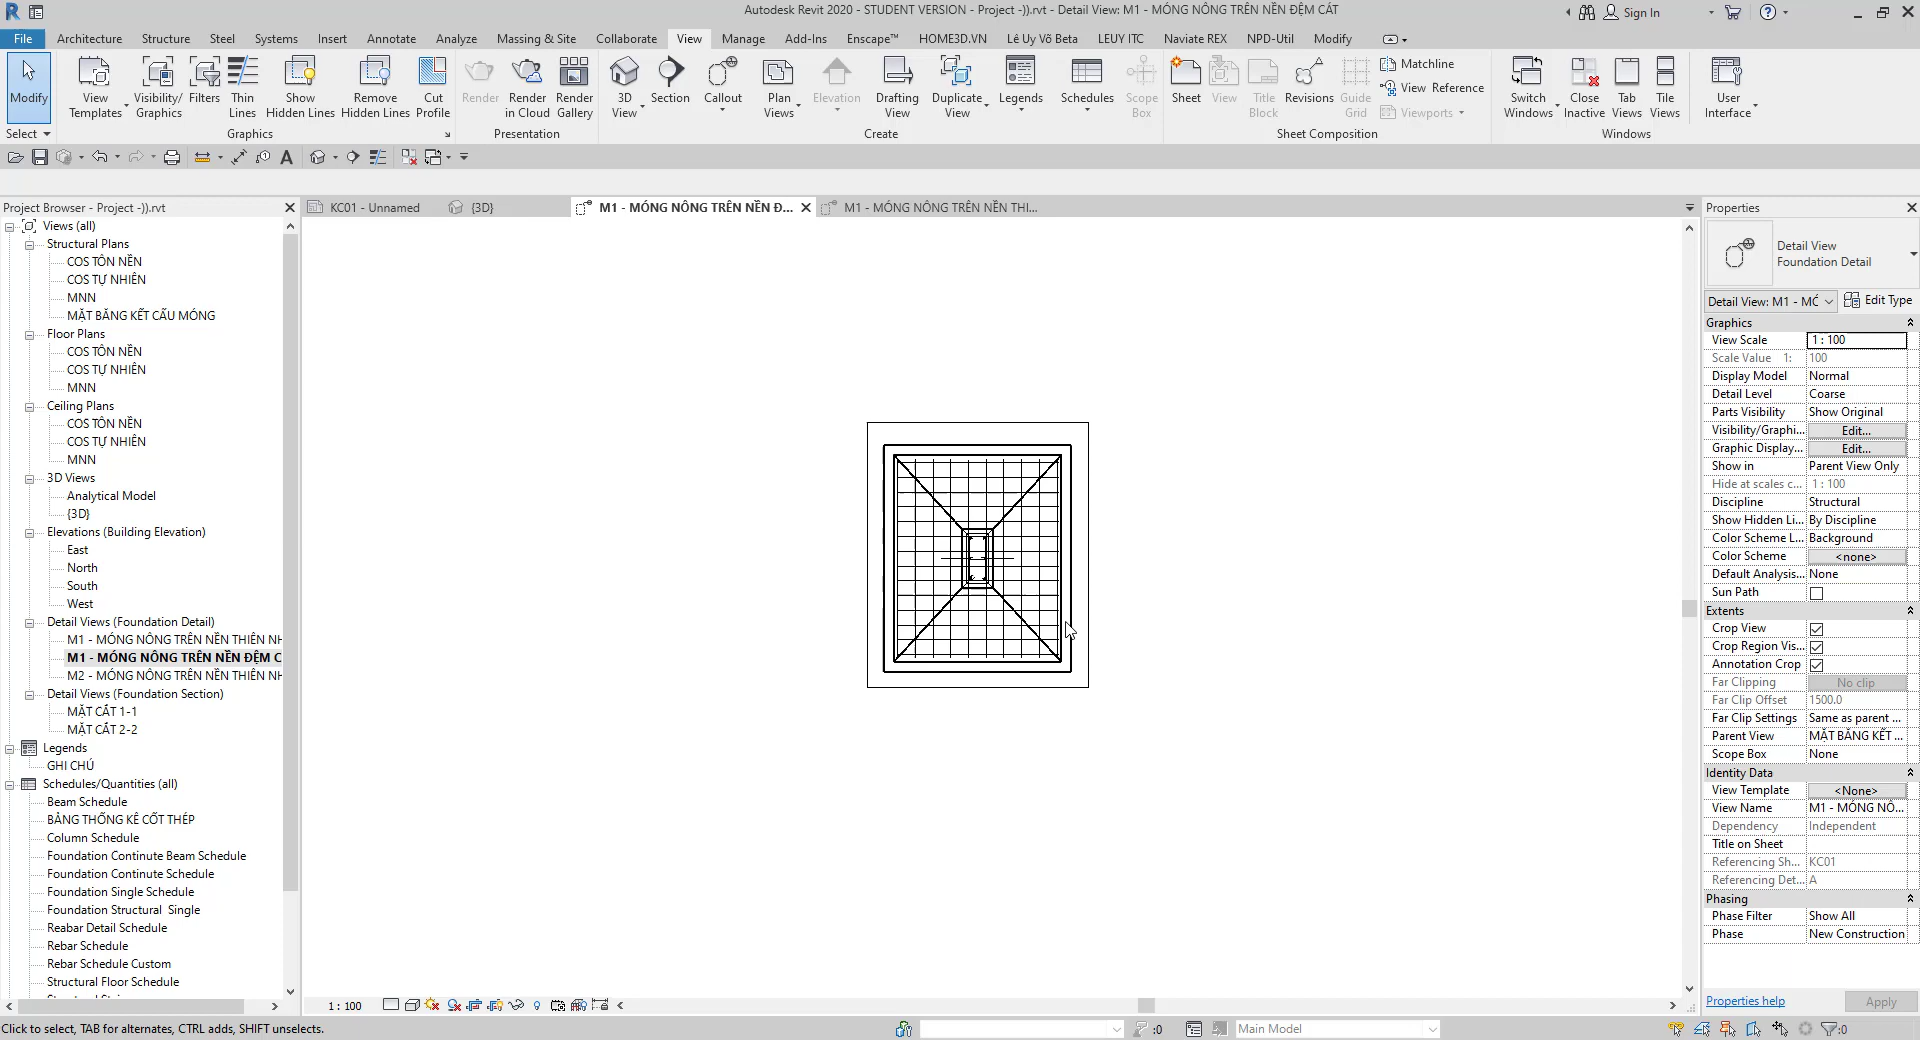 Autodesk Revit 2020 - STUDENT VERSION - Project -)).rvt - Detail View: M1 - MÓNG NÔNG TRÊN NỀN ĐỆM CÁT
Sign In
File Architecture Structure Steel Systems Insert Annotate Analyze Massing & Site Collaborate View Manage Add-Ins Enscape™ HOME3D.VN Lê Uy Võ Beta LEUY ITC Naviate REX NPD-Util Modify
Modify
View Templates
Visibility/ Graphics
Filters
Thin Lines
Show Hidden Lines
Remove Hidden Lines
Cut Profile
Render
Render in Cloud
Render Gallery
3D View
Section
Callout
Plan Views
Elevation
Drafting View
Duplicate View
Legends
Schedules
Scope Box
Sheet
View
Title Block
Revisions
Guide Grid
Matchline
View Reference
Viewports
Switch Windows
Close Inactive
Tab Views
Tile Views
User Interface
Select Graphics Presentation Create Sheet Composition Windows
Project Browser - Project -)).rvt
KC01 - Unnamed
{3D}
M1 - MÓNG NÔNG TRÊN NỀN Đ...
M1 - MÓNG NÔNG TRÊN NỀN THI...
Views (all)
Structural Plans
COS TÔN NỀN
COS TỰ NHIÊN
MNN
MẶT BẰNG KẾT CẤU MÓNG
Floor Plans
COS TÔN NỀN
COS TỰ NHIÊN
MNN
Ceiling Plans
COS TÔN NỀN
COS TỰ NHIÊN
MNN
3D Views
Analytical Model
{3D}
Elevations (Building Elevation)
East
North
South
West
Detail Views (Foundation Detail)
M1 - MÓNG NÔNG TRÊN NỀN THIÊN NH
M1 - MÓNG NÔNG TRÊN NỀN ĐỆM C
M2 - MÓNG NÔNG TRÊN NỀN THIÊN NH
Detail Views (Foundation Section)
MẶT CẮT 1-1
MẶT CẮT 2-2
Legends
GHI CHÚ
Schedules/Quantities (all)
Beam Schedule
BẢNG THỐNG KÊ CỐT THÉP
Column Schedule
Foundation Continute Beam Schedule
Foundation Continute Schedule
Foundation Single Schedule
Foundation Structural Single
Reabar Detail Schedule
Rebar Schedule
Rebar Schedule Custom
Structural Floor Schedule
Properties
Detail View
Foundation Detail
Detail View: M1 - MÓ
Edit Type
Graphics
View Scale 1 : 100
Scale Value 1: 100
Display Model Normal
Detail Level Coarse
Parts Visibility Show Original
Visibility/Graphi... Edit...
Graphic Display... Edit...
Show in Parent View Only
Hide at scales c... 1 : 100
Discipline Structural
Show Hidden Li... By Discipline
Color Scheme L... Background
Color Scheme <none>
Default Analysis... None
Sun Path
Extents
Crop View
Crop Region Vis...
Annotation Crop
Far Clipping No clip
Far Clip Offset 1500.0
Far Clip Settings Same as parent ...
Parent View MẶT BẰNG KẾT ...
Scope Box None
Identity Data
View Template <None>
View Name M1 - MÓNG NÔ...
Dependency Independent
Title on Sheet
Referencing Sh... KC01
Referencing Det... A
Phasing
Phase Filter Show All
Phase New Construction
Properties help
Apply
1 : 100
Click to select, TAB for alternates, CTRL adds, SHIFT unselects.
:0
Main Model
:0